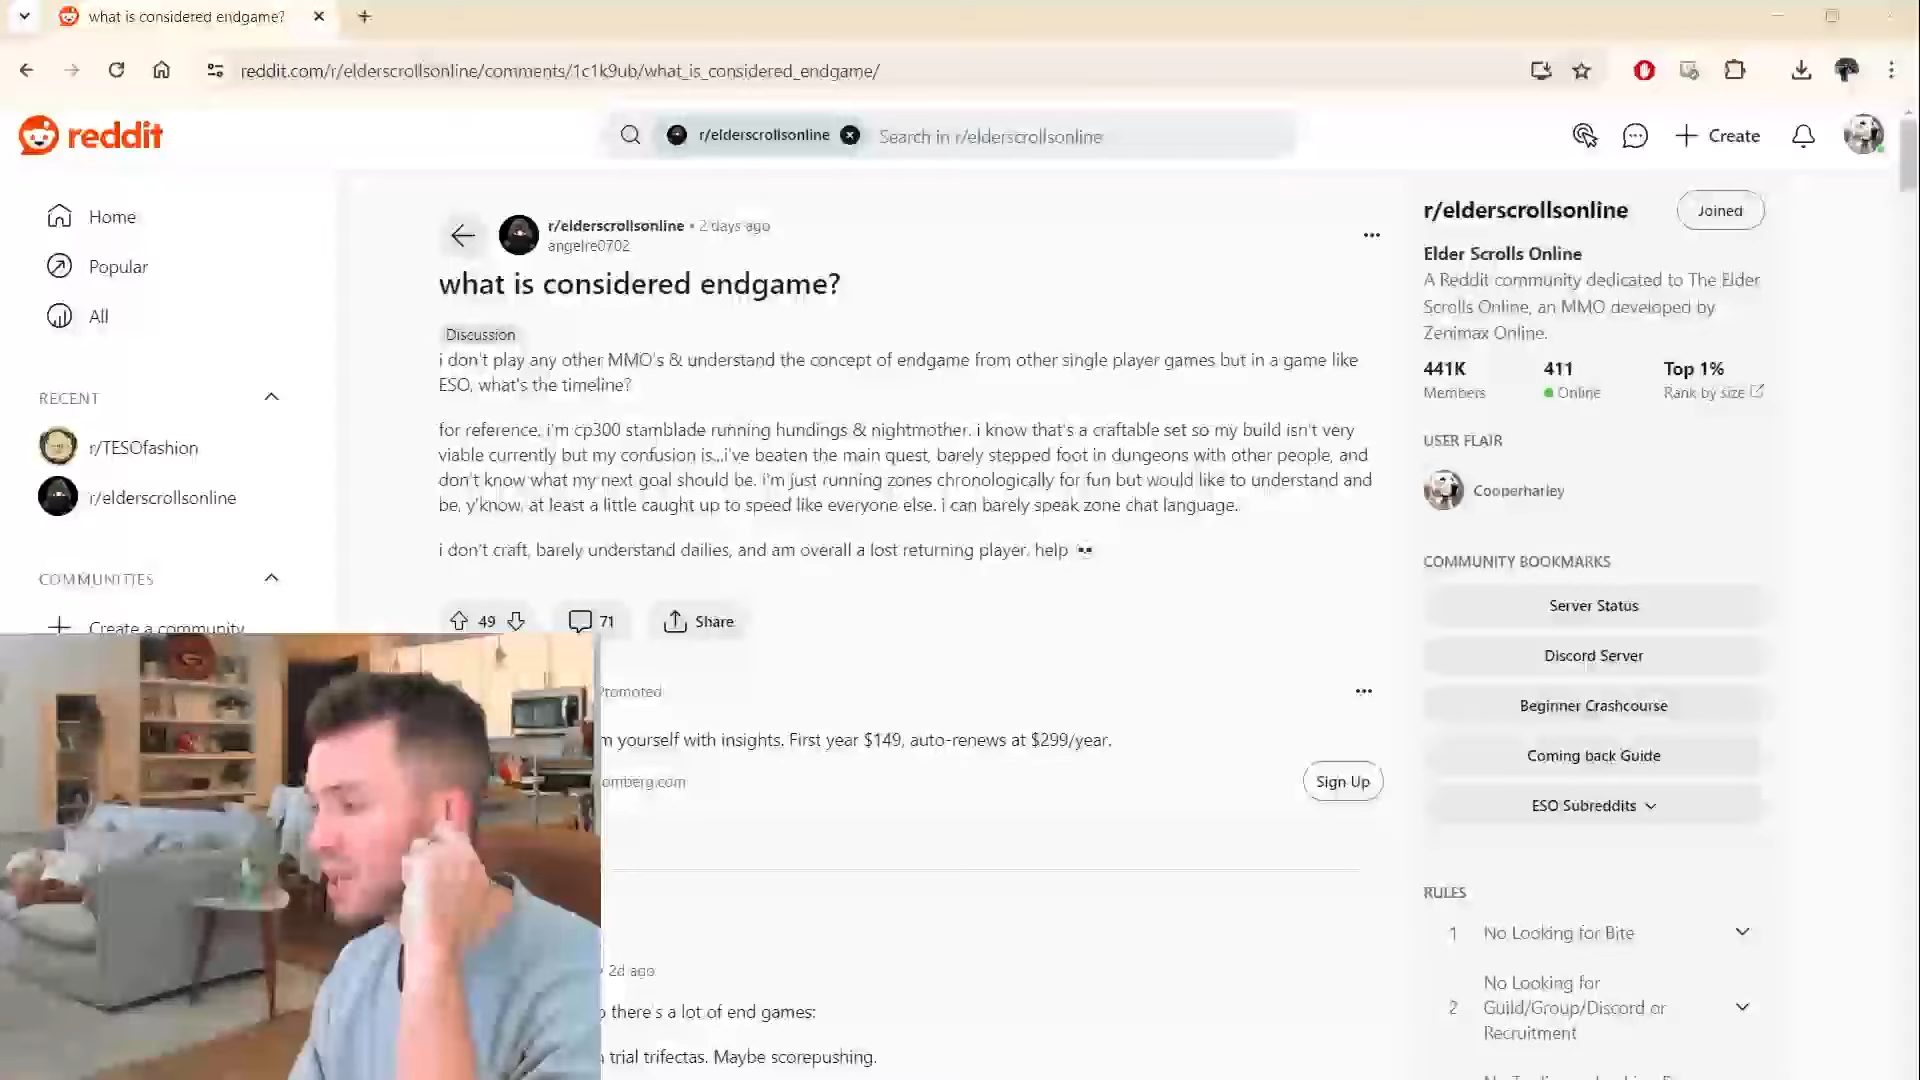 what is considered endgame?
reddit.com/r/elderscrollsonline/comments/1c1k9ub/what_is_considered_endgame/
reddit
r/elderscrollsonline
Search in r/elderscrollsonline
Create
Home
Popular
All
RECENT
r/TESOfashion
r/elderscrollsonline
COMMUNITIES
Create a community
r/elderscrollsonline • 2 days ago
angelre0702
what is considered endgame?
Discussion
i don't play any other MMO's & understand the concept of endgame from other single player games but in a game like
ESO, what's the timeline?
for reference, i'm cp300 stamblade running hundings & nightmother. i know that's a craftable set so my build isn't very
viable currently but my confusion is...i've beaten the main quest, barely stepped foot in dungeons with other people, and
don't know what my next goal should be. i'm just running zones chronologically for fun but would like to understand and
be, y'know, at least a little caught up to speed like everyone else. i can barely speak zone chat language.
i don't craft, barely understand dailies, and am overall a lost returning player. help
49
71
Share
Promoted
m yourself with insights. First year $149, auto-renews at $299/year.
omberg.com
Sign Up
2d ago
there's a lot of end games:
trial trifectas. Maybe scorepushing.
r/elderscrollsonline
Joined
Elder Scrolls Online
A Reddit community dedicated to The Elder
Scrolls Online, an MMO developed by
Zenimax Online.
441K
Members
411
Online
Top 1%
Rank by size
USER FLAIR
Cooperharley
COMMUNITY BOOKMARKS
Server Status
Discord Server
Beginner Crashcourse
Coming back Guide
ESO Subreddits
RULES
1 No Looking for Bite
2 No Looking for
Guild/Group/Discord or
Recruitment